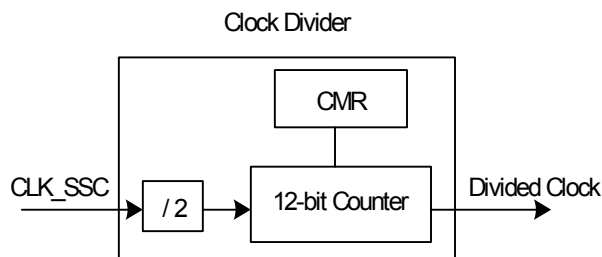 Clock Divider
CMR
CLK_SSC
/ 2
12-bit Counter
Divided Clock